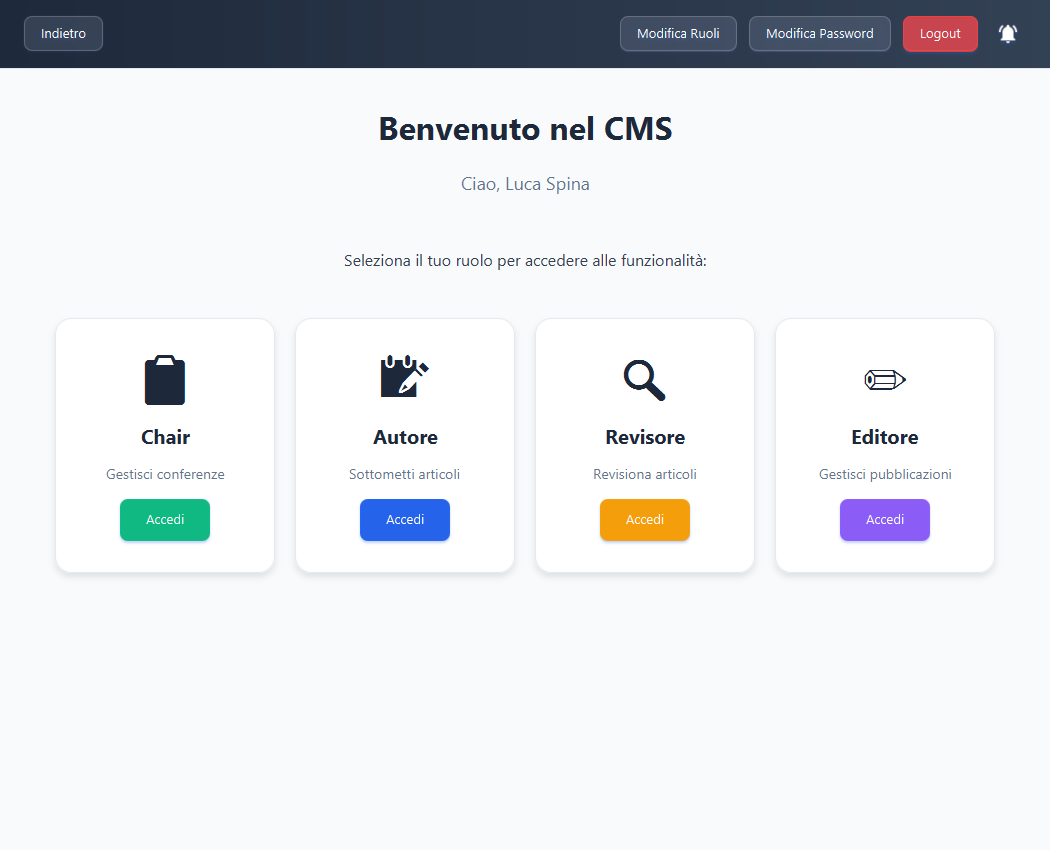 Indietro
Modifica Ruoli
Modifica Password
Logout
Benvenuto nel CMS
Ciao, Luca Spina
Seleziona il tuo ruolo per accedere alle funzionalità:
Chair
Gestisci conferenze
Accedi
Autore
Sottometti articoli
Accedi
Revisore
Revisiona articoli
Accedi
Editore
Gestisci pubblicazioni
Accedi